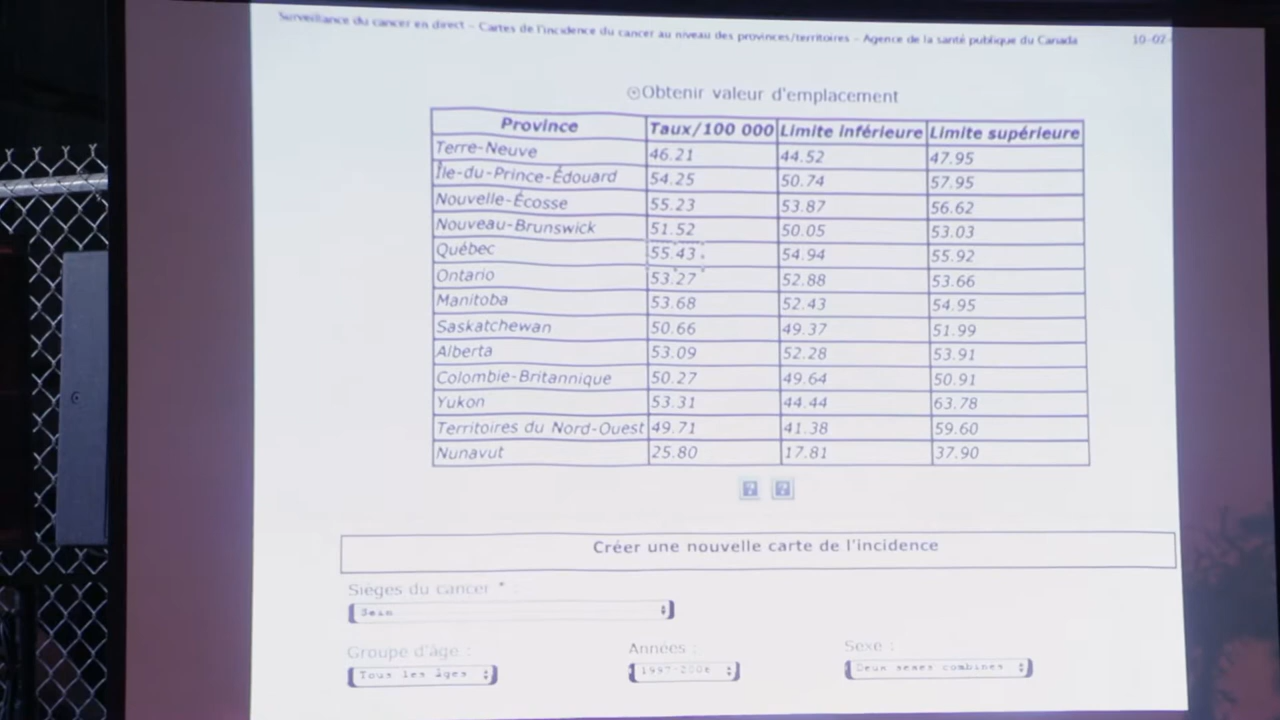 Surveillance du cancer en direct - Cartes de l'incidence du cancer au niveau des provinces/territoires - Agence de la santé publique du Canada 10-02-
Obtenir valeur d'emplacement
Province Taux/100 000 Limite inférieure Limite supérieure
Terre-Neuve 46.21 44.52 47.95
Île-du-Prince-Édouard 54.25 50.74 57.95
Nouvelle-Écosse 55.23 53.87 56.62
Nouveau-Brunswick 51.52 50.05 53.03
Québec 55.43 54.94 55.92
Ontario 53.27 52.88 53.66
Manitoba 53.68 52.43 54.95
Saskatchewan 50.66 49.37 51.99
Alberta 53.09 52.28 53.91
Colombie-Britannique 50.27 49.64 50.91
Yukon 53.31 44.44 63.78
Territoires du Nord-Ouest 49.71 41.38 59.60
Nunavut 25.80 17.81 37.90
? ?
Créer une nouvelle carte de l'incidence
Sièges du cancer * :
Sein
Groupe d'âge : Années : Sexe :
Tous les âges 1997-2006 Deux sexes combinés